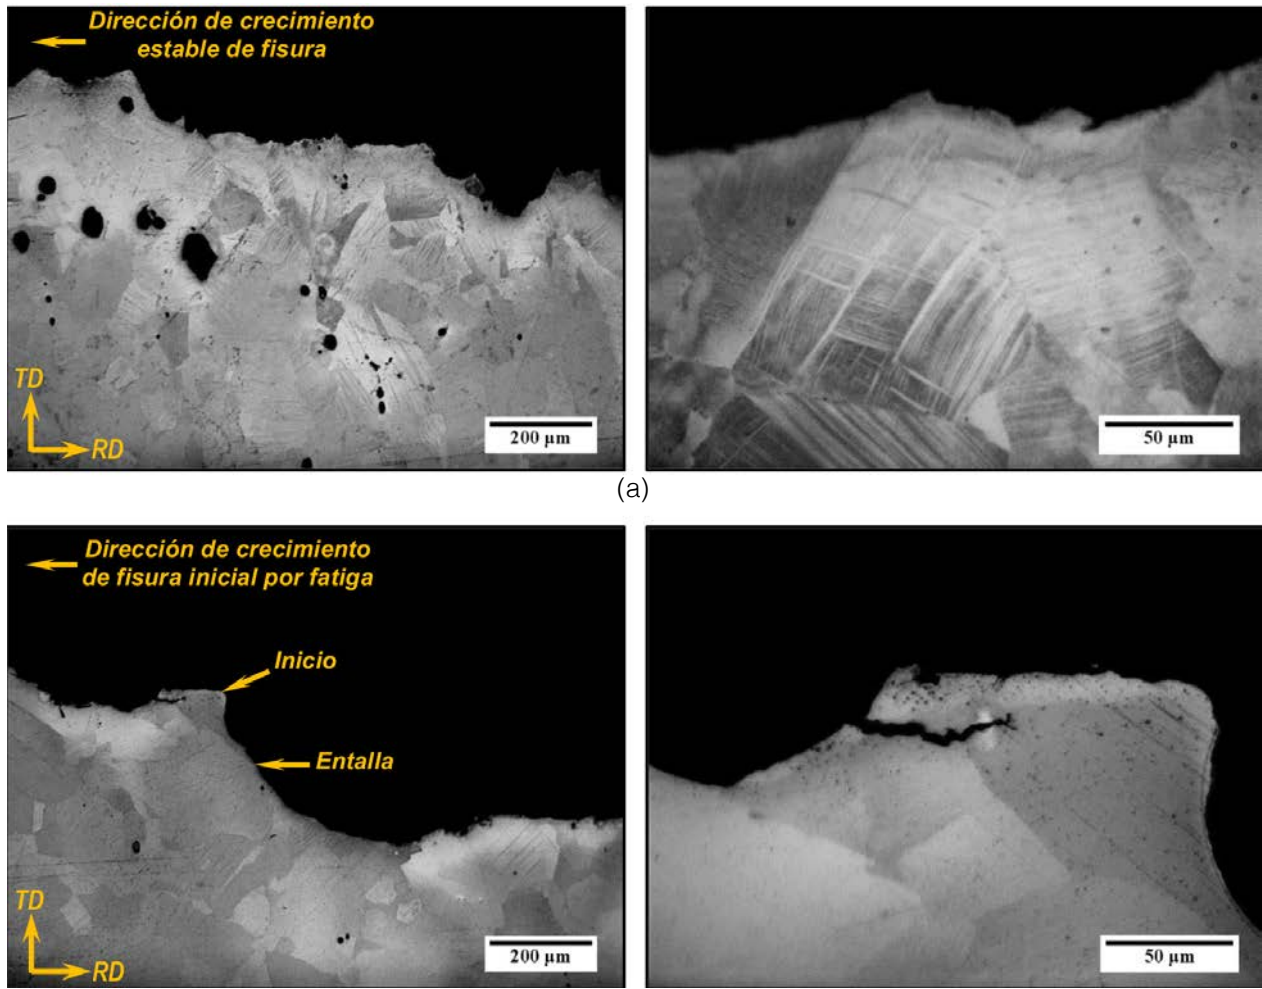 Dirección de crecimiento
estable de fisura
TD
RD
200 µm
50 µm
(a)
Dirección de crecimiento
de fisura inicial por fatiga
Inicio
Entalla
TD
RD
200 µm
50 µm